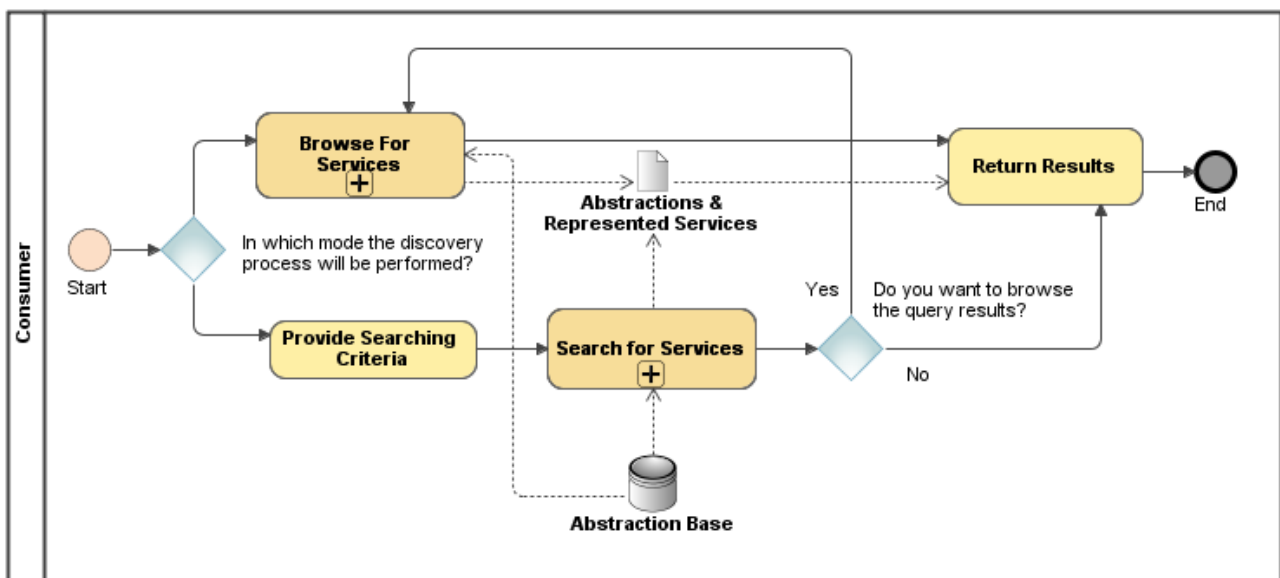 Consumer
Start
In which mode the discovery
process will be performed?
Browse For
Services
Provide Searching
Criteria
Abstractions &
Represented Services
Search for Services
Abstraction Base
Yes
Do you want to browse
the query results?
No
Return Results
End